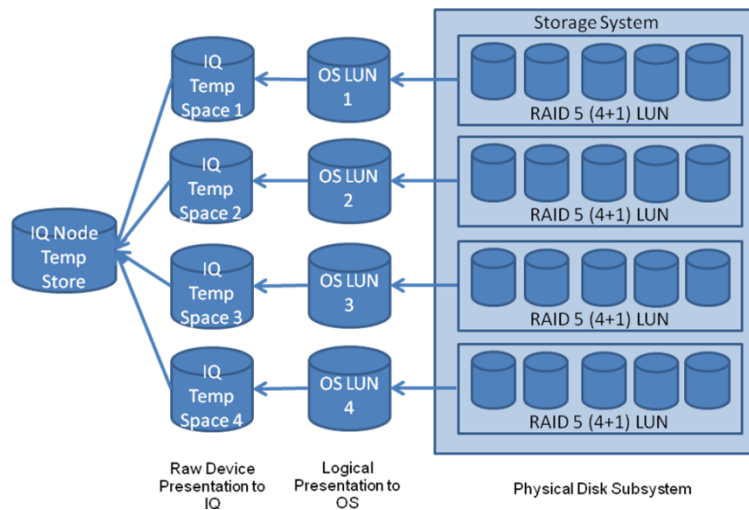 Storage System
IQ
Temp
Space 1
OS LUN
1
RAID 5 (4+1) LUN
IQ
Temp
Space 2
OS LUN
2
RAID 5 (4+1) LUN
IQ Node
Temp
Store
IQ
Temp
Space 3
OS LUN
3
RAID 5 (4+1) LUN
IQ
Temp
Space 4
OS LUN
4
RAID 5 (4+1) LUN
Raw Device
Presentation to
IQ
Logical
Presentation to
OS
Physical Disk Subsystem